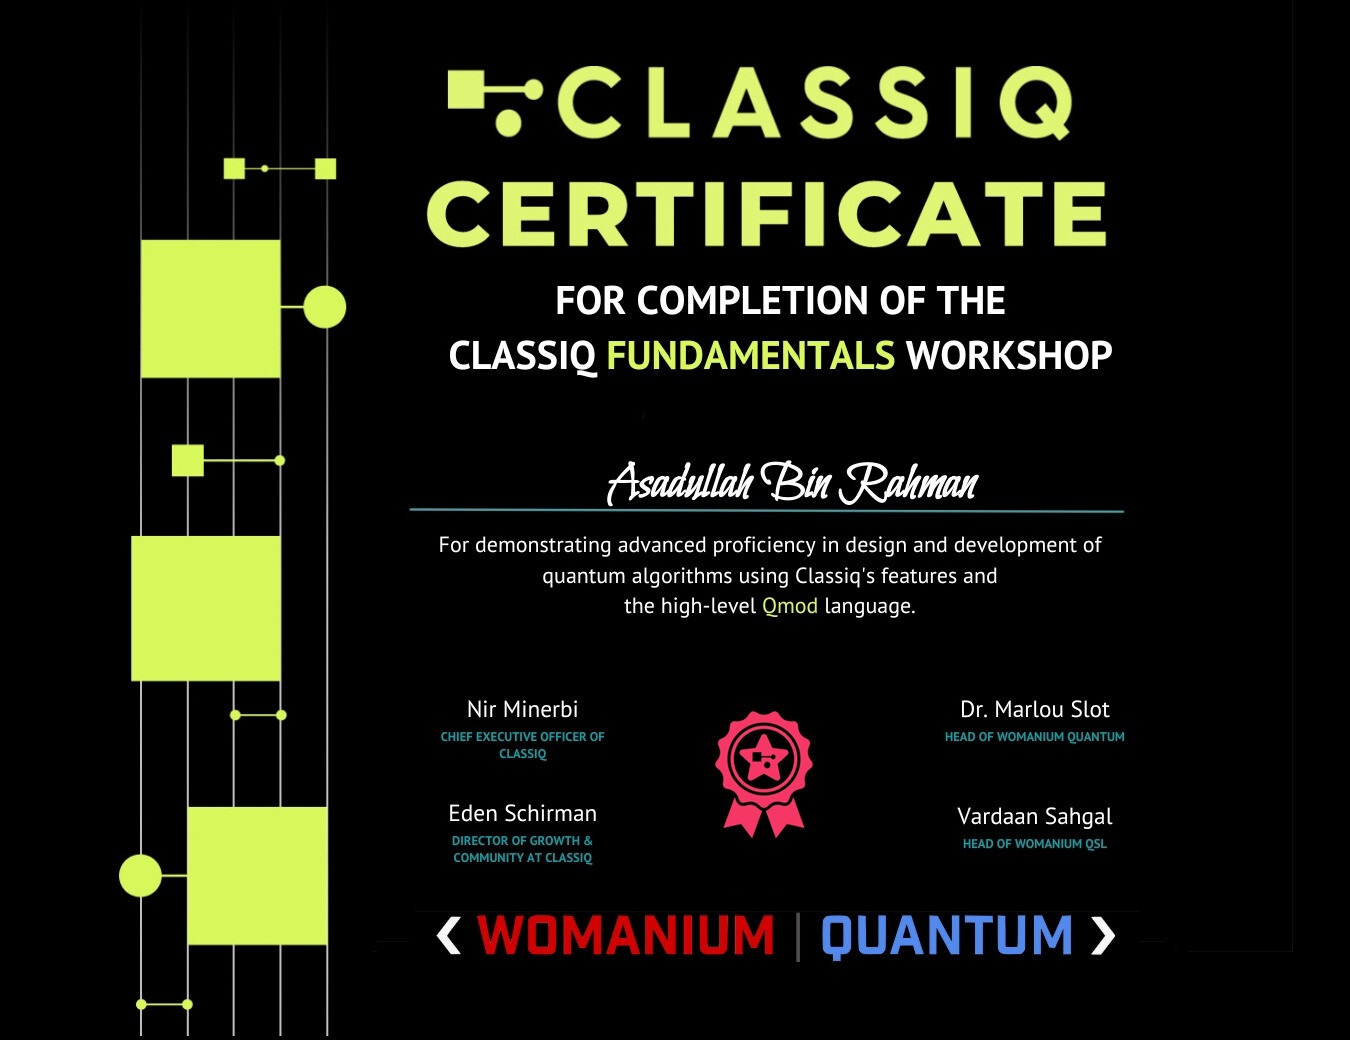 CLASSIQ
CERTIFICATE
FOR COMPLETION OF THE
CLASSIQ FUNDAMENTALS WORKSHOP
Asadullah Bin Rahman
For demonstrating advanced proficiency in design and development of
quantum algorithms using Classiq's features and
the high-level Qmod language.
Nir Minerbi
CHIEF EXECUTIVE OFFICER OF
CLASSIQ
Dr. Marlou Slot
HEAD OF WOMANIUM QUANTUM
Eden Schirman
DIRECTOR OF GROWTH &
COMMUNITY AT CLASSIQ
Vardaan Sahgal
HEAD OF WOMANIUM QSL
WOMANIUM | QUANTUM